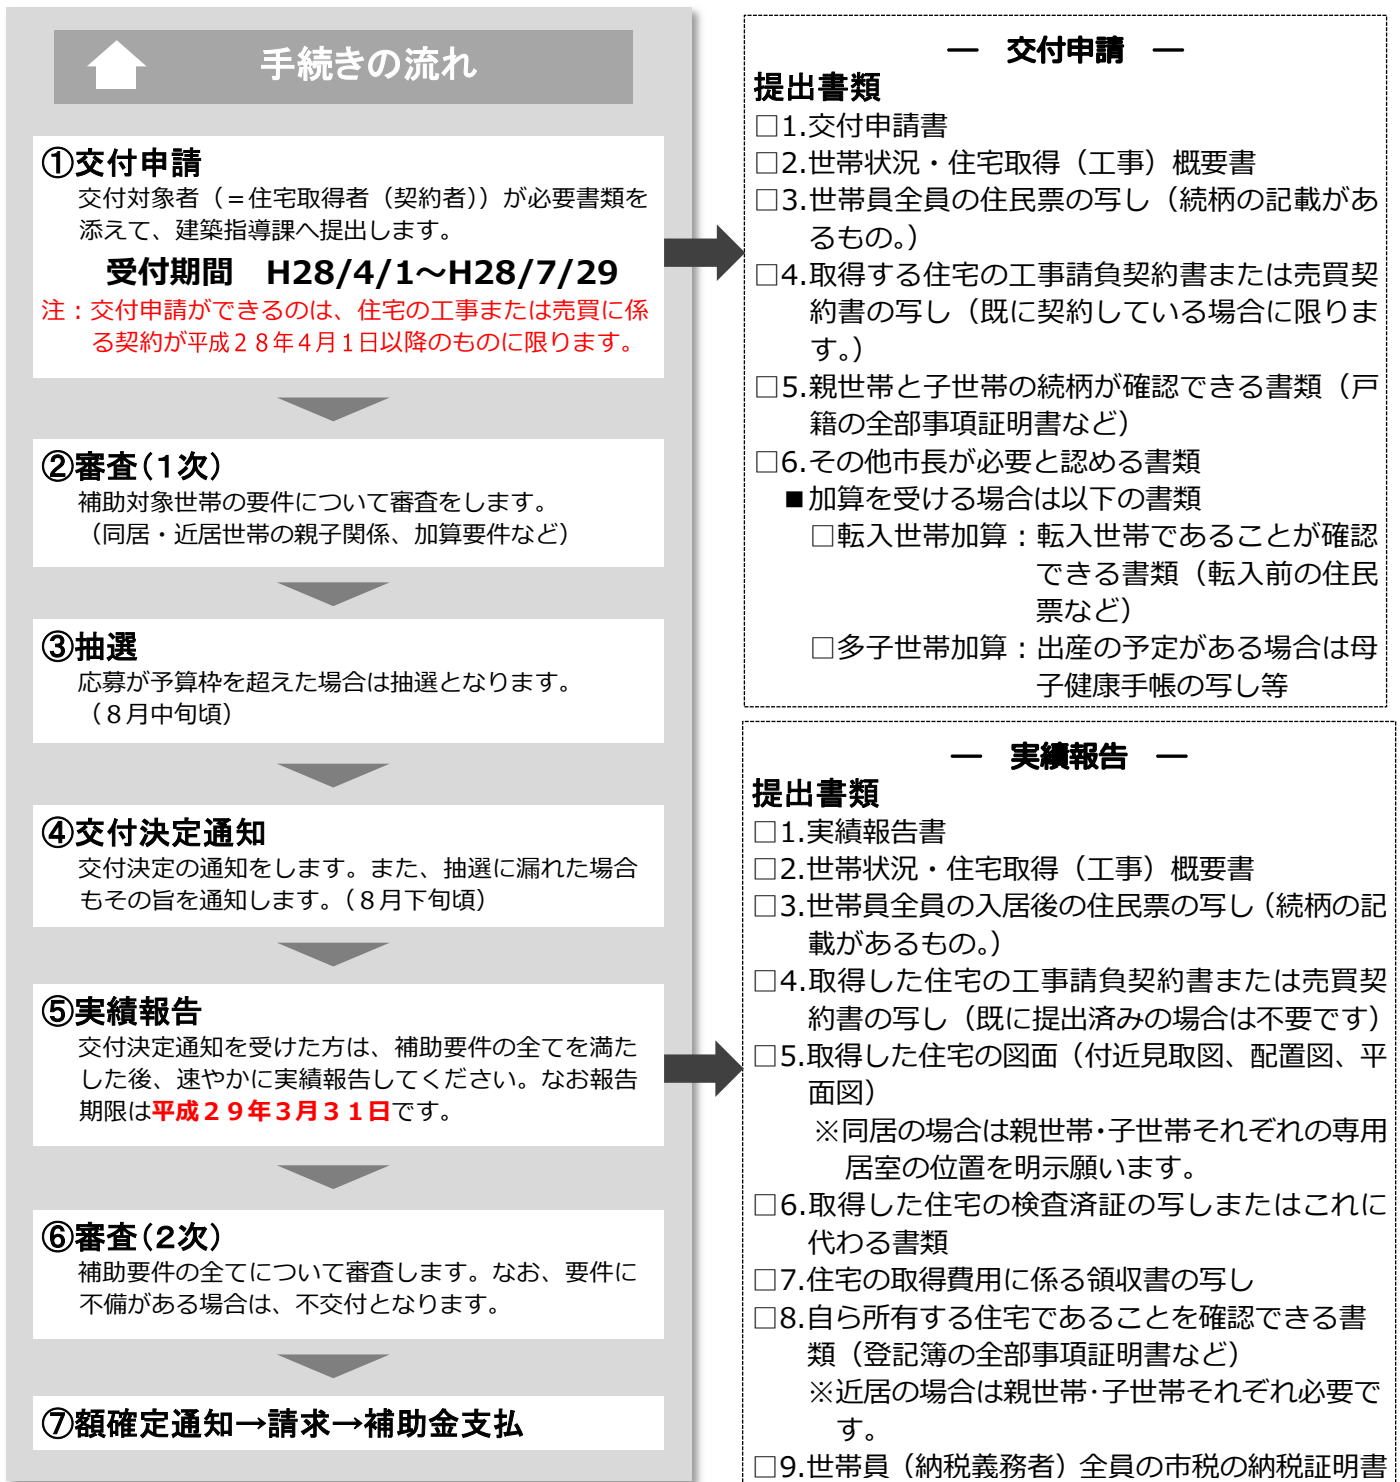 手続きの流れ
①交付申請
交付対象者（＝住宅取得者（契約者））が必要書類を
添えて、建築指導課へ提出します。
受付期間　H28/4/1～H28/7/29
注：交付申請ができるのは、住宅の工事または売買に係
る契約が平成２８年４月１日以降のものに限ります。
②審査（１次）
補助対象世帯の要件について審査をします。
（同居・近居世帯の親子関係、加算要件など）
③抽選
応募が予算枠を超えた場合は抽選となります。
（８月中旬頃）
④交付決定通知
交付決定の通知をします。また、抽選に漏れた場合
もその旨を通知します。（８月下旬頃）
⑤実績報告
交付決定通知を受けた方は、補助要件の全てを満た
した後、速やかに実績報告してください。なお報告
期限は平成２９年３月３１日です。
⑥審査（２次）
補助要件の全てについて審査します。なお、要件に
不備がある場合は、不交付となります。
⑦額確定通知→請求→補助金支払
―　交付申請　―
提出書類
□1.交付申請書
□2.世帯状況・住宅取得（工事）概要書
□3.世帯員全員の住民票の写し（続柄の記載があ
るもの。）
□4.取得する住宅の工事請負契約書または売買契
約書の写し（既に契約している場合に限りま
す。）
□5.親世帯と子世帯の続柄が確認できる書類（戸
籍の全部事項証明書など）
□6.その他市長が必要と認める書類
■加算を受ける場合は以下の書類
□転入世帯加算：転入世帯であることが確認
できる書類（転入前の住民
票など）
□多子世帯加算：出産の予定がある場合は母
子健康手帳の写し等
―　実績報告　―
提出書類
□1.実績報告書
□2.世帯状況・住宅取得（工事）概要書
□3.世帯員全員の入居後の住民票の写し（続柄の記
載があるもの。）
□4.取得した住宅の工事請負契約書または売買契
約書の写し（既に提出済みの場合は不要です）
□5.取得した住宅の図面（付近見取図、配置図、平
面図）
※同居の場合は親世帯・子世帯それぞれの専用
居室の位置を明示願います。
□6.取得した住宅の検査済証の写しまたはこれに
代わる書類
□7.住宅の取得費用に係る領収書の写し
□8.自ら所有する住宅であることを確認できる書
類（登記簿の全部事項証明書など）
※近居の場合は親世帯・子世帯それぞれ必要で
す。
□9.世帯員（納税義務者）全員の市税の納税証明書